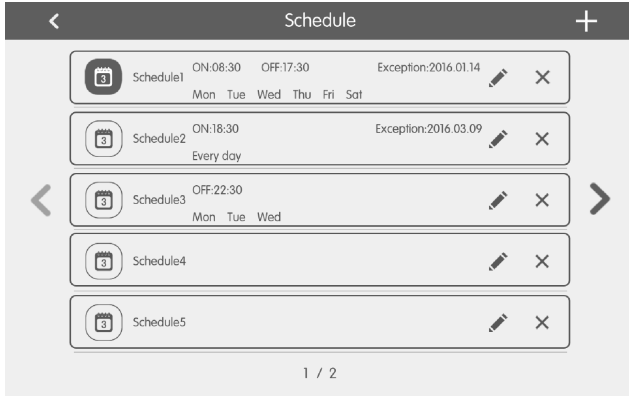 Schedule
ON:08:30 OFF:17:30 Exception:2016.01.14
Schedule1
Mon Tue Wed Thu Fri Sat
ON:18:30 Exception:2016.03.09
Schedule2
Every day
OFF:22:30
Schedule3
Mon Tue Wed
Schedule4
Schedule5
1 / 2